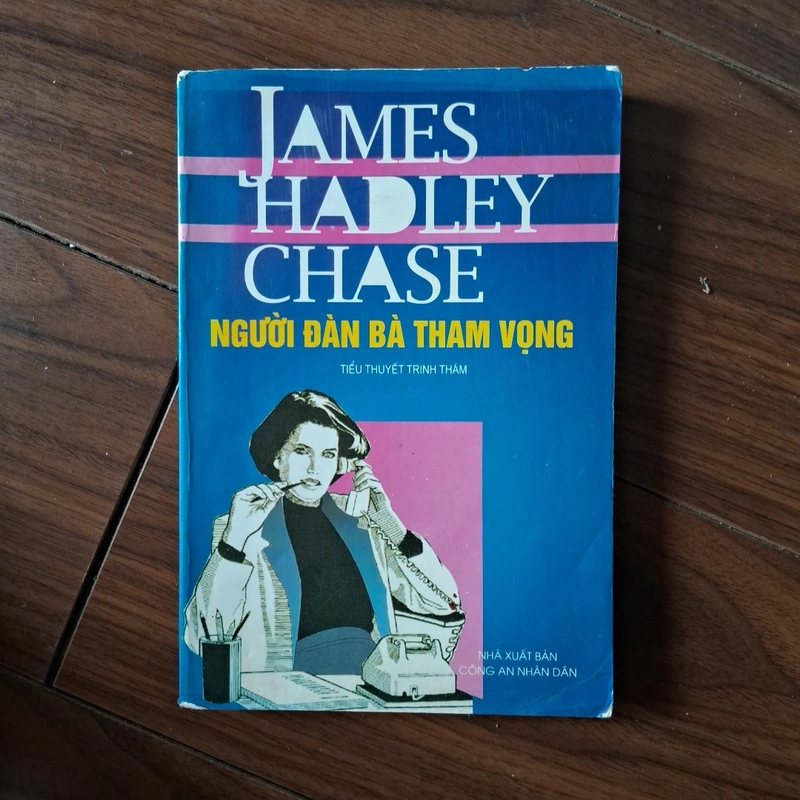 JAMES
HADLEY
CHASE
NGƯỜI ĐÀN BÀ THAM VỌNG
TIỂU THUYẾT TRINH THÁM
NHÀ XUẤT BẢN
CÔNG AN NHÂN DÂN